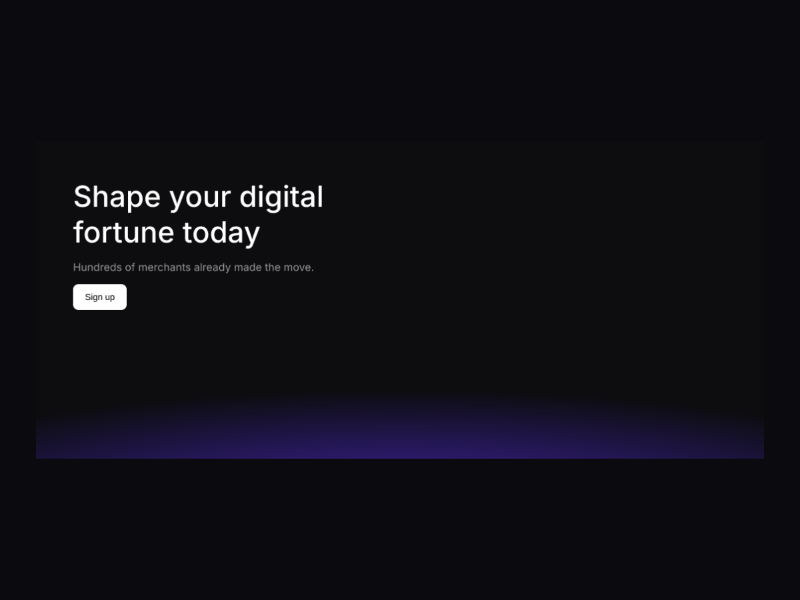 Shape your digital
fortune today
Hundreds of merchants already made the move.
Sign up